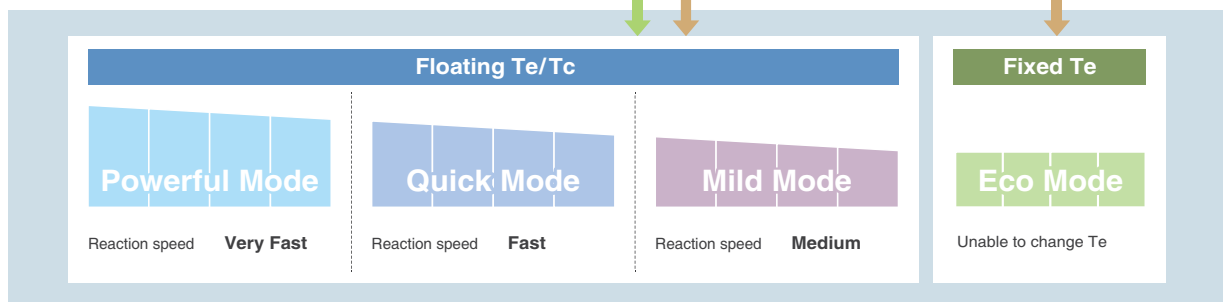 Floating Te/Tc
Fixed Te
Powerful Mode
Quick Mode
Mild Mode
Eco Mode
Reaction speed Very Fast
Reaction speed Fast
Reaction speed Medium
Unable to change Te